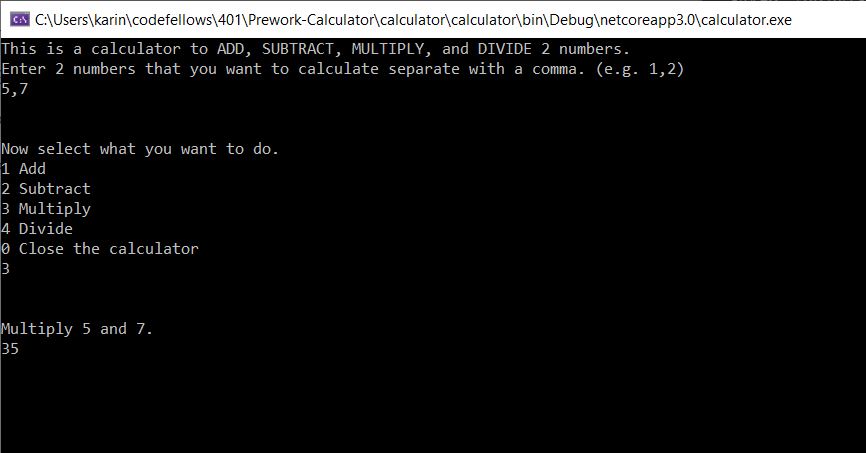 C:\Users\karin\codefellows\401\Prework-Calculator\calculator\calculator\bin\Debug\netcoreapp3.0\calculator.exe
This is a calculator to ADD, SUBTRACT, MULTIPLY, and DIVIDE 2 numbers.
Enter 2 numbers that you want to calculate separate with a comma. (e.g. 1,2)
5,7
Now select what you want to do.
1 Add
2 Subtract
3 Multiply
4 Divide
0 Close the calculator
3
Multiply 5 and 7.
35